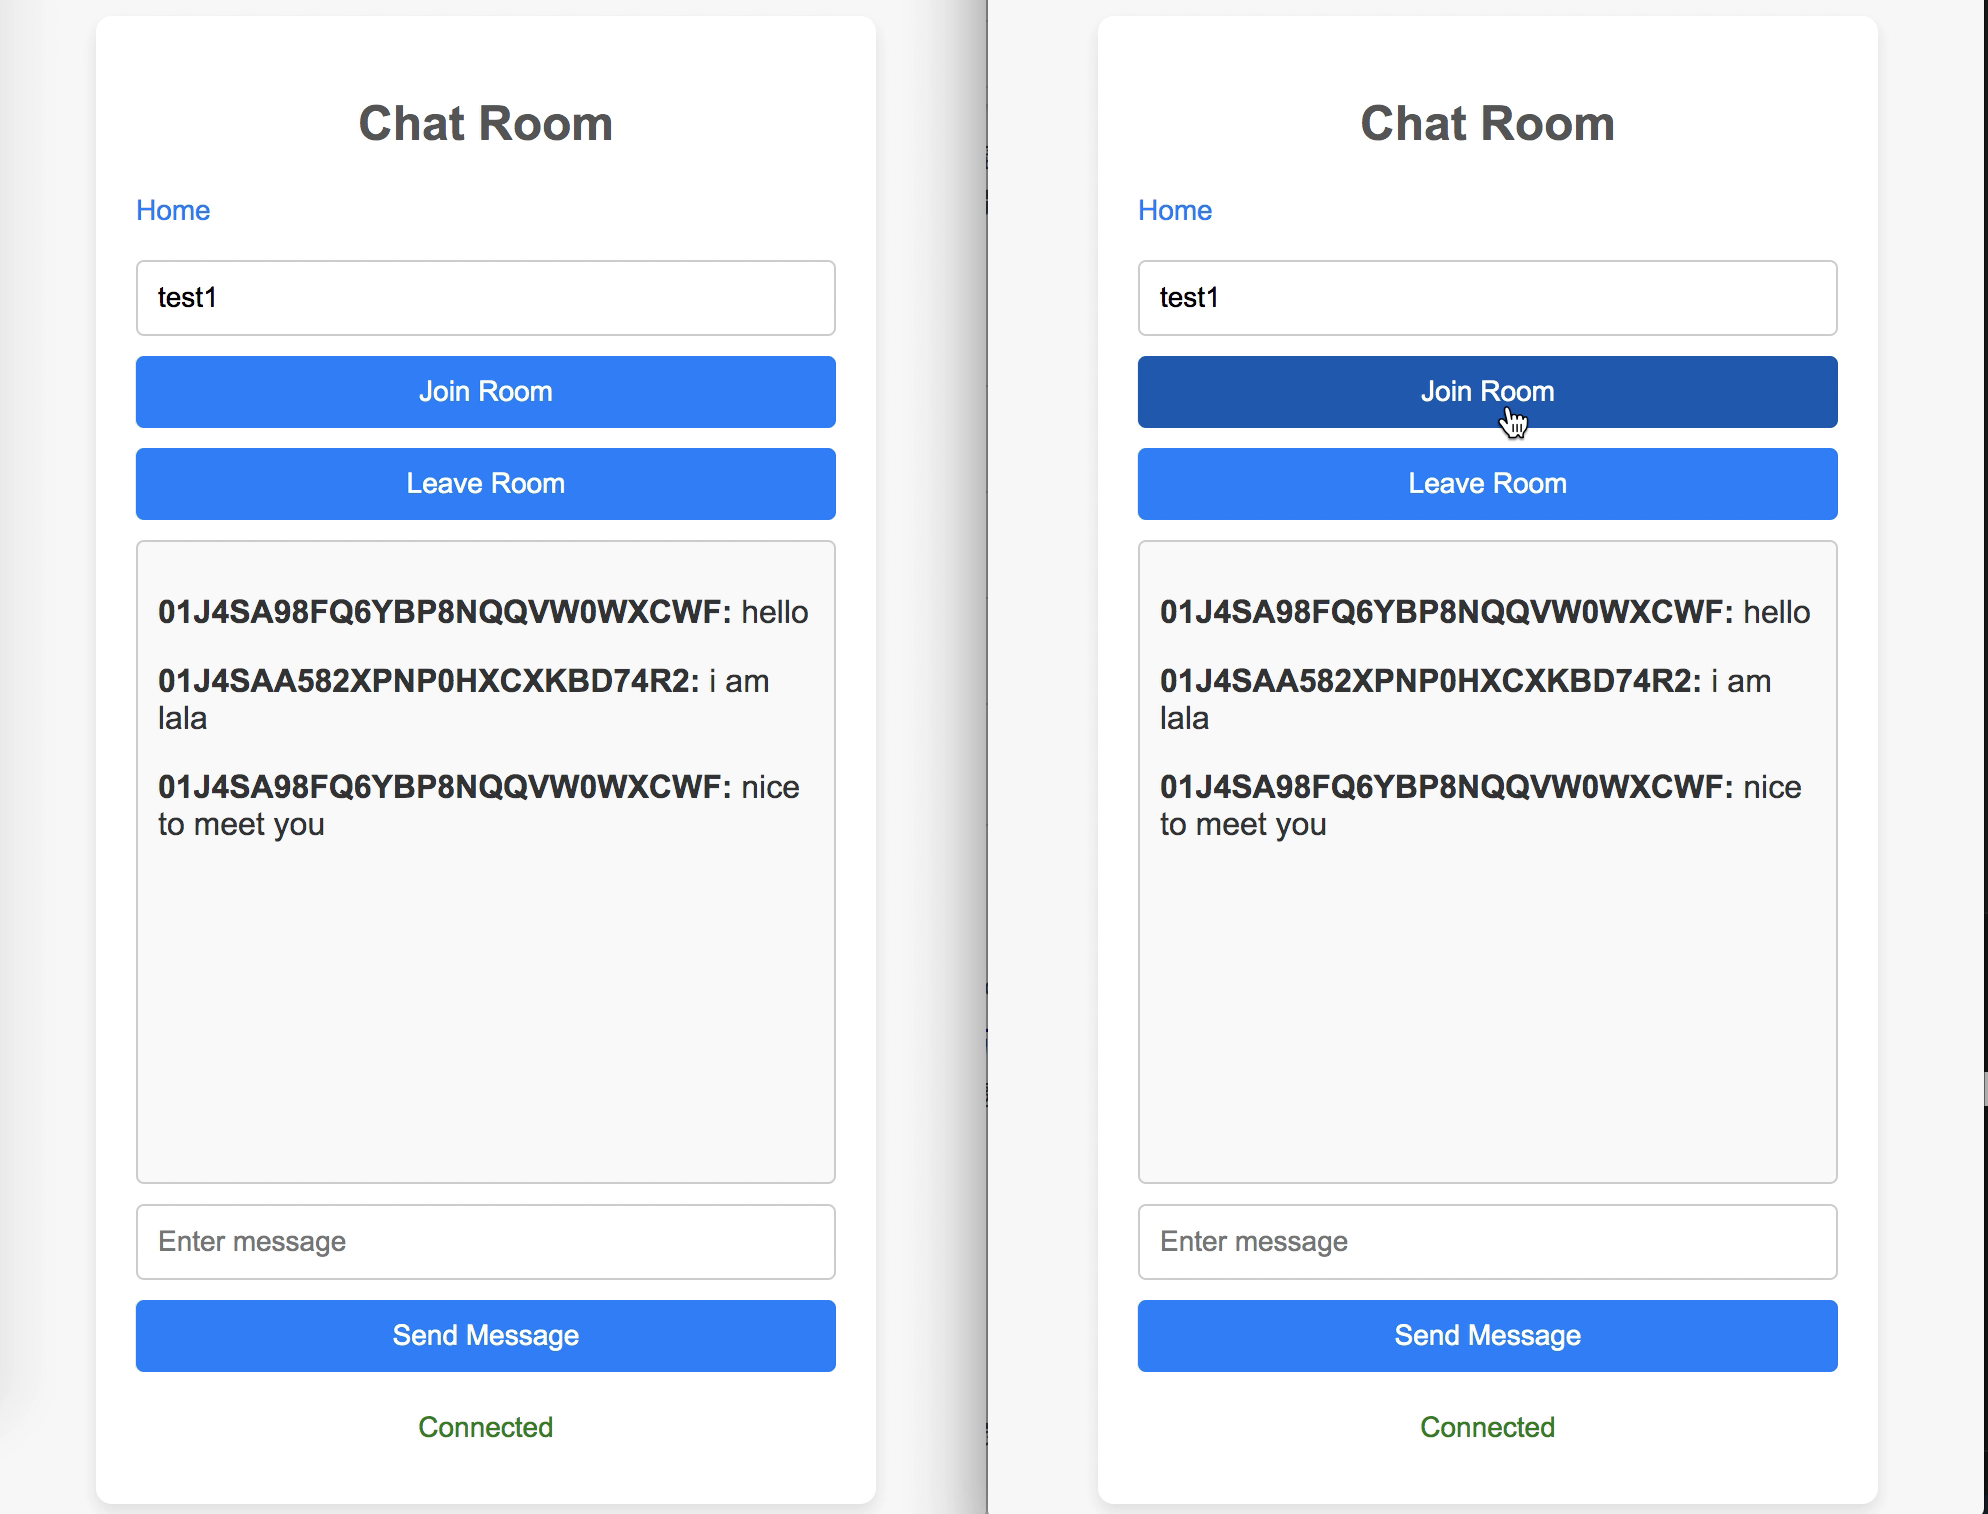 Chat Room
Home
test1
Join Room
Leave Room
01J4SA98FQ6YBP8NQQVW0WXCWF: hello
01J4SAA582XPNP0HXCXKBD74R2: i am
lala
01J4SA98FQ6YBP8NQQVW0WXCWF: nice
to meet you
Enter message
Send Message
Connected
Chat Room
Home
test1
Join Room
Leave Room
01J4SA98FQ6YBP8NQQVW0WXCWF: hello
01J4SAA582XPNP0HXCXKBD74R2: i am
lala
01J4SA98FQ6YBP8NQQVW0WXCWF: nice
to meet you
Enter message
Send Message
Connected